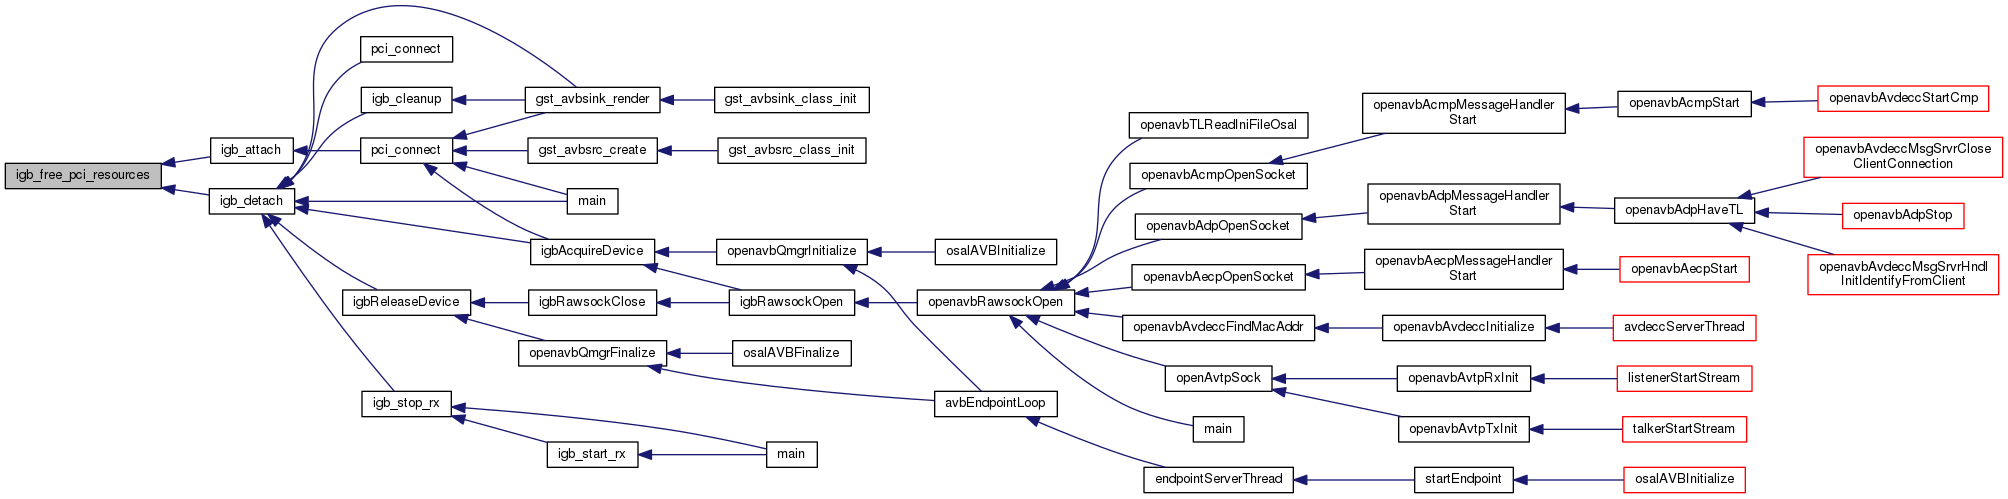 igb_free_pci_resources
igb_attach
igb_detach
pci_connect
igb_cleanup
pci_connect
igbReleaseDevice
igb_stop_rx
gst_avbsink_render
gst_avbsrc_create
main
igbAcquireDevice
igbRawsockClose
openavbQmgrFinalize
igb_start_rx
gst_avbsink_class_init
gst_avbsrc_class_init
openavbQmgrInitialize
igbRawsockOpen
osalAVBFinalize
main
osalAVBInitialize
openavbRawsockOpen
avbEndpointLoop
openavbTLReadIniFileOsal
openavbAcmpOpenSocket
openavbAdpOpenSocket
openavbAecpOpenSocket
openavbAvdeccFindMacAddr
openAvtpSock
main
endpointServerThread
openavbAcmpMessageHandler
Start
openavbAdpMessageHandler
Start
openavbAecpMessageHandler
Start
openavbAvdeccInitialize
openavbAvtpRxInit
openavbAvtpTxInit
startEndpoint
openavbAcmpStart
openavbAdpHaveTL
openavbAecpStart
avdeccServerThread
listenerStartStream
talkerStartStream
osalAVBInitialize
openavbAvdeccStartCmp
openavbAvdeccMsgSrvrClose
ClientConnection
openavbAdpStop
openavbAvdeccMsgSrvrHndl
InitIdentifyFromClient